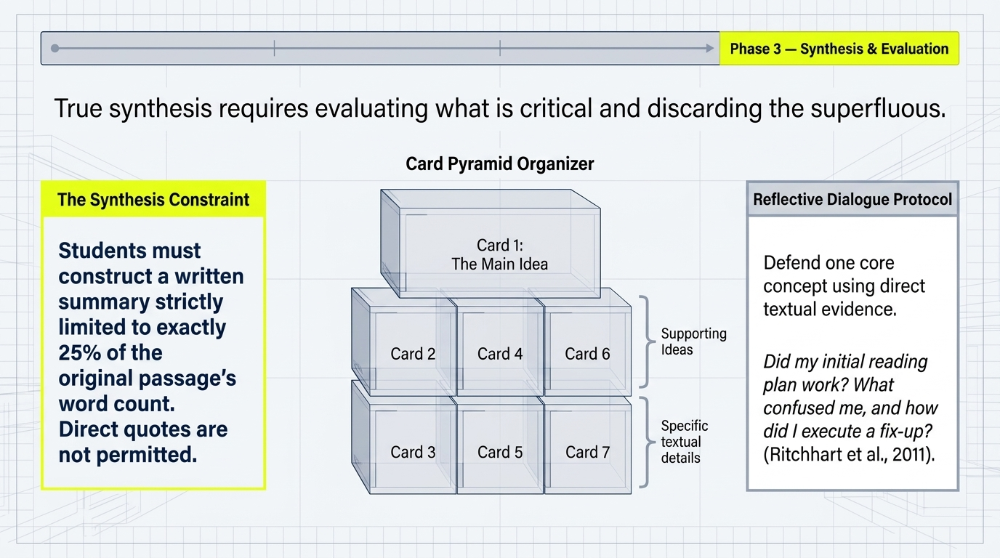 Phase 3 — Synthesis & Evaluation
True synthesis requires evaluating what is critical and discarding the superfluous.
The Synthesis Constraint
Students must
construct a written
summary strictly
limited to exactly
25% of the
original passage’s
word count.
Direct quotes are
not permitted.
Card Pyramid Organizer
Card 1:
The Main Idea
Card 2
Card 4
Card 6
Supporting
Ideas
Card 3
Card 5
Card 7
Specific
textual
details
Reflective Dialogue Protocol
Defend one core
concept using direct
textual evidence.
Did my initial reading
plan work? What
confused me, and how
did I execute a fix-up?
(Ritchhart et al., 2011).